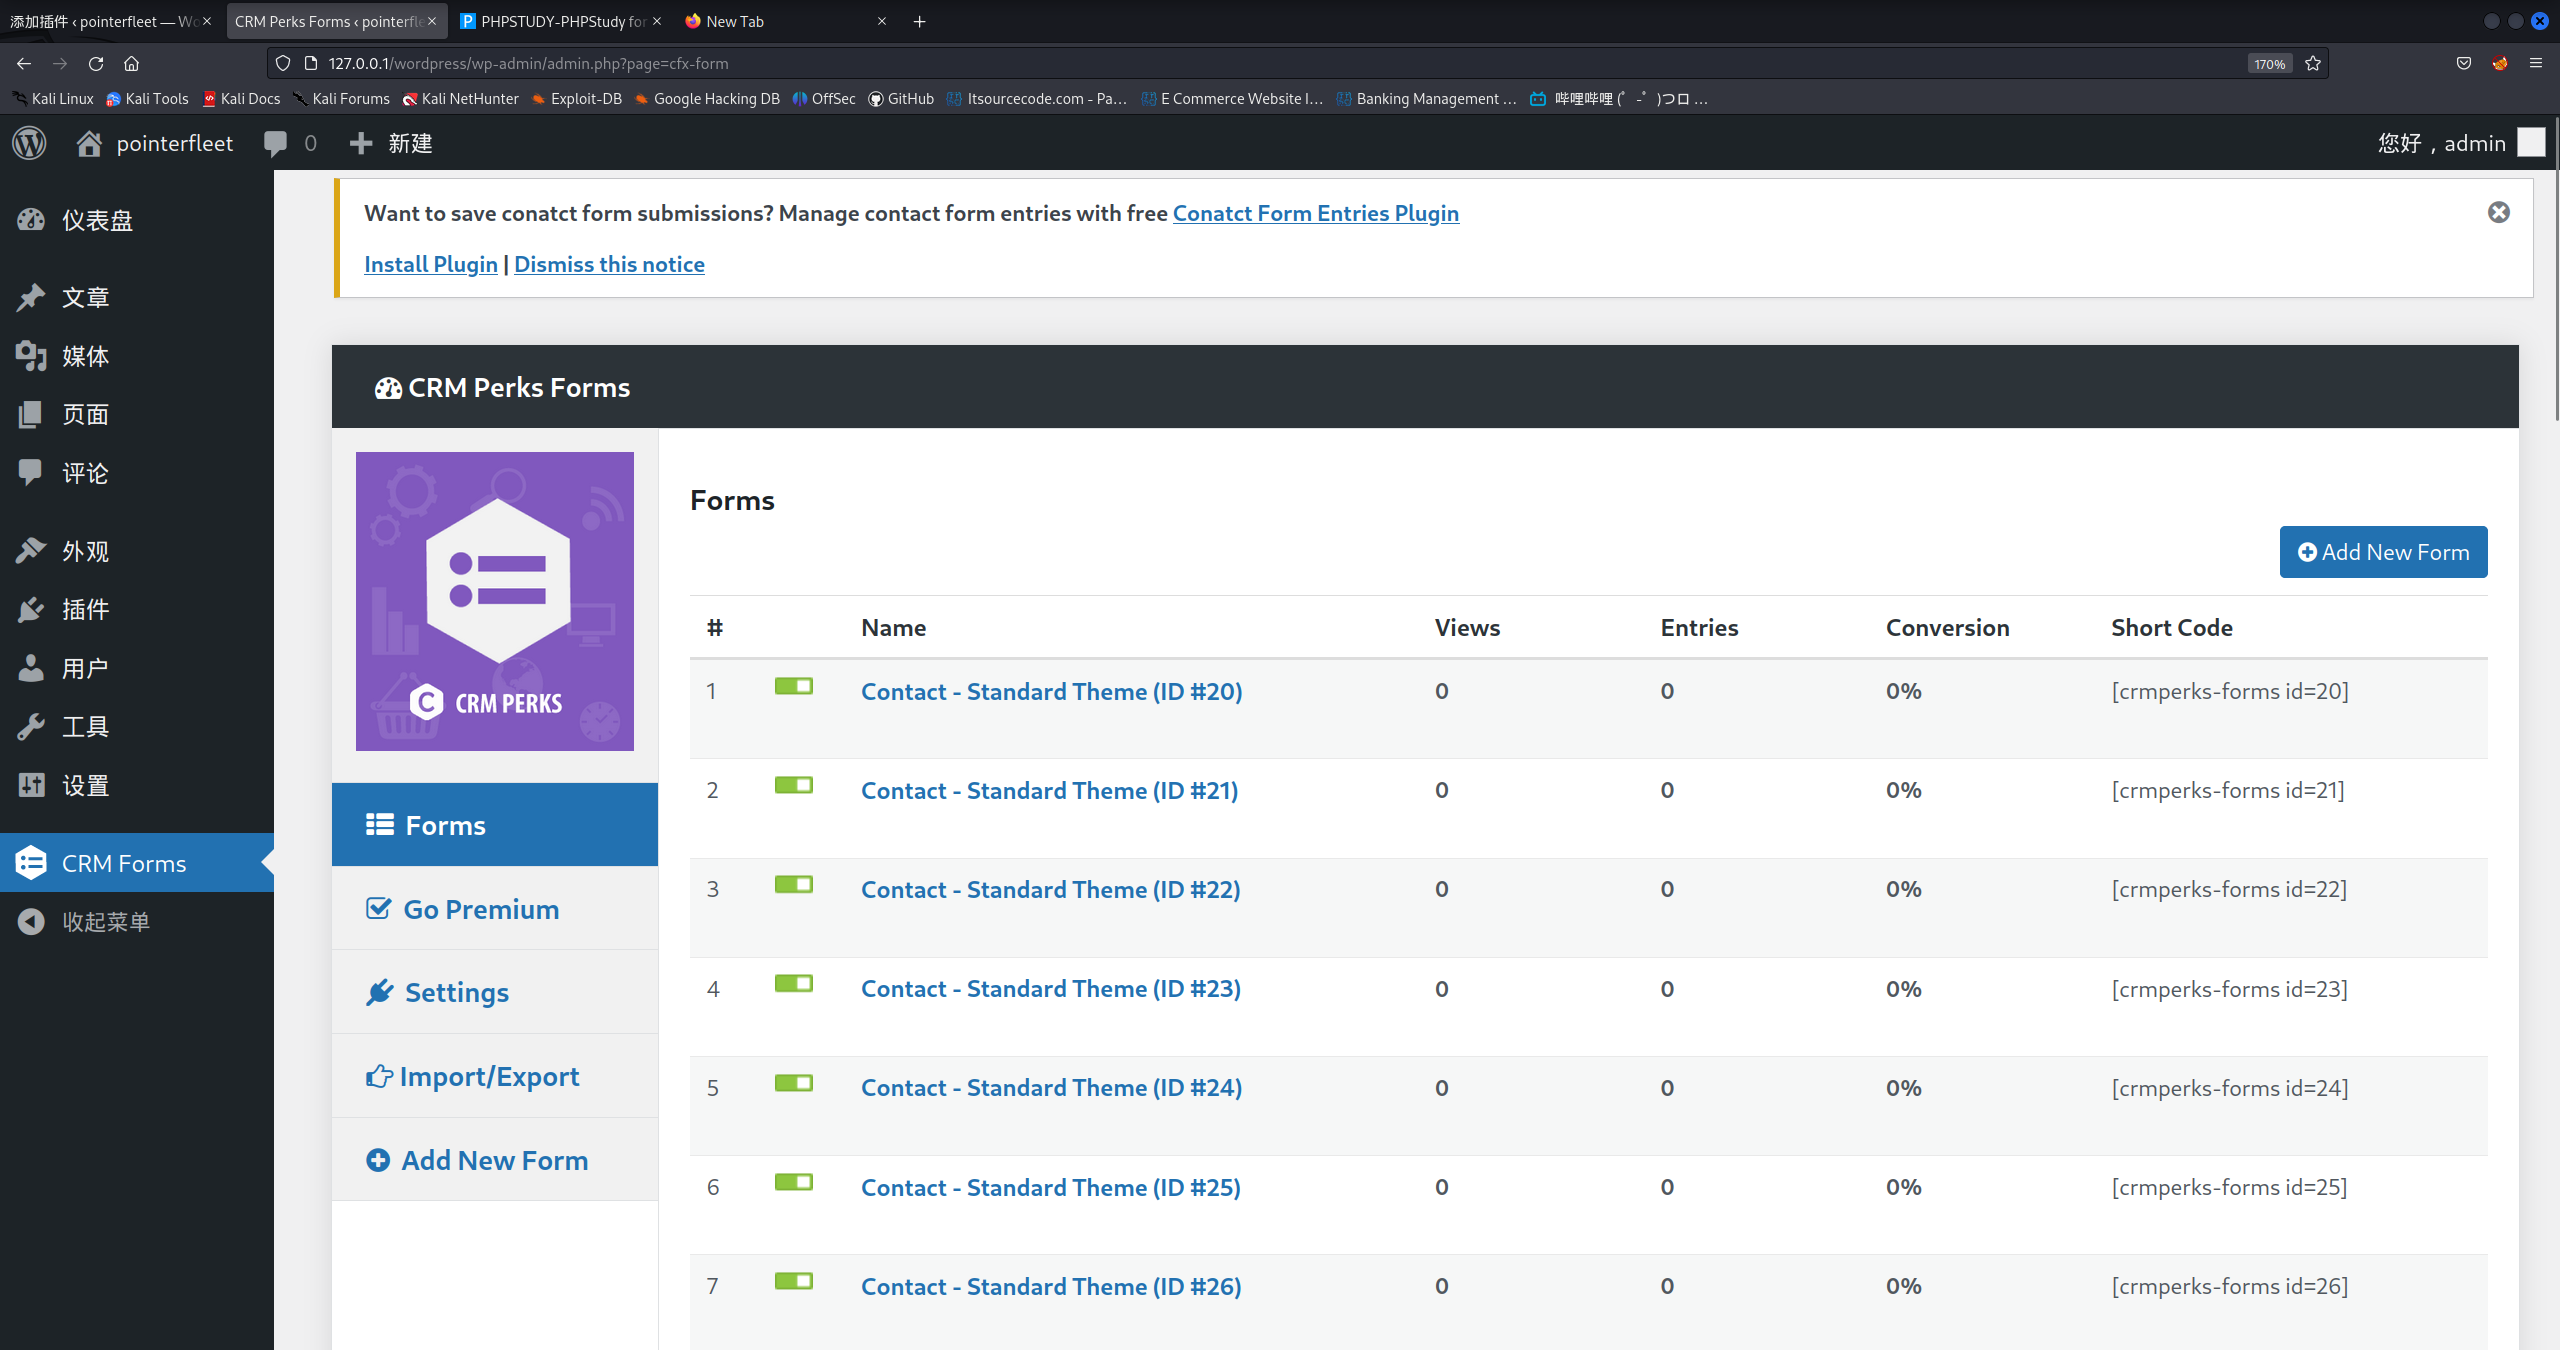 添加插件 ‹ pointerfleet — Wo
CRM Perks Forms ‹ pointerfle
PHPSTUDY-PHPStudy for
New Tab
127.0.0.1/wordpress/wp-admin/admin.php?page=cfx-form
170%
Kali Linux
Kali Tools
Kali Docs
Kali Forums
Kali NetHunter
Exploit-DB
Google Hacking DB
OffSec
GitHub
Itsourcecode.com - Pa…
E Commerce Website I…
Banking Management …
哔哩哔哩 (゜-゜)つロ …
pointerfleet
0
新建
您好，admin
仪表盘
文章
媒体
页面
评论
外观
插件
用户
工具
设置
CRM Forms
收起菜单
Want to save conatct form submissions? Manage contact form entries with free Conatct Form Entries Plugin
Install Plugin | Dismiss this notice
CRM Perks Forms
C CRM PERKS
Forms
Go Premium
Settings
Import/Export
Add New Form
Forms
Add New Form
# Name Views Entries Conversion Short Code
1 Contact - Standard Theme (ID #20) 0 0 0% [crmperks-forms id=20]
2 Contact - Standard Theme (ID #21) 0 0 0% [crmperks-forms id=21]
3 Contact - Standard Theme (ID #22) 0 0 0% [crmperks-forms id=22]
4 Contact - Standard Theme (ID #23) 0 0 0% [crmperks-forms id=23]
5 Contact - Standard Theme (ID #24) 0 0 0% [crmperks-forms id=24]
6 Contact - Standard Theme (ID #25) 0 0 0% [crmperks-forms id=25]
7 Contact - Standard Theme (ID #26) 0 0 0% [crmperks-forms id=26]